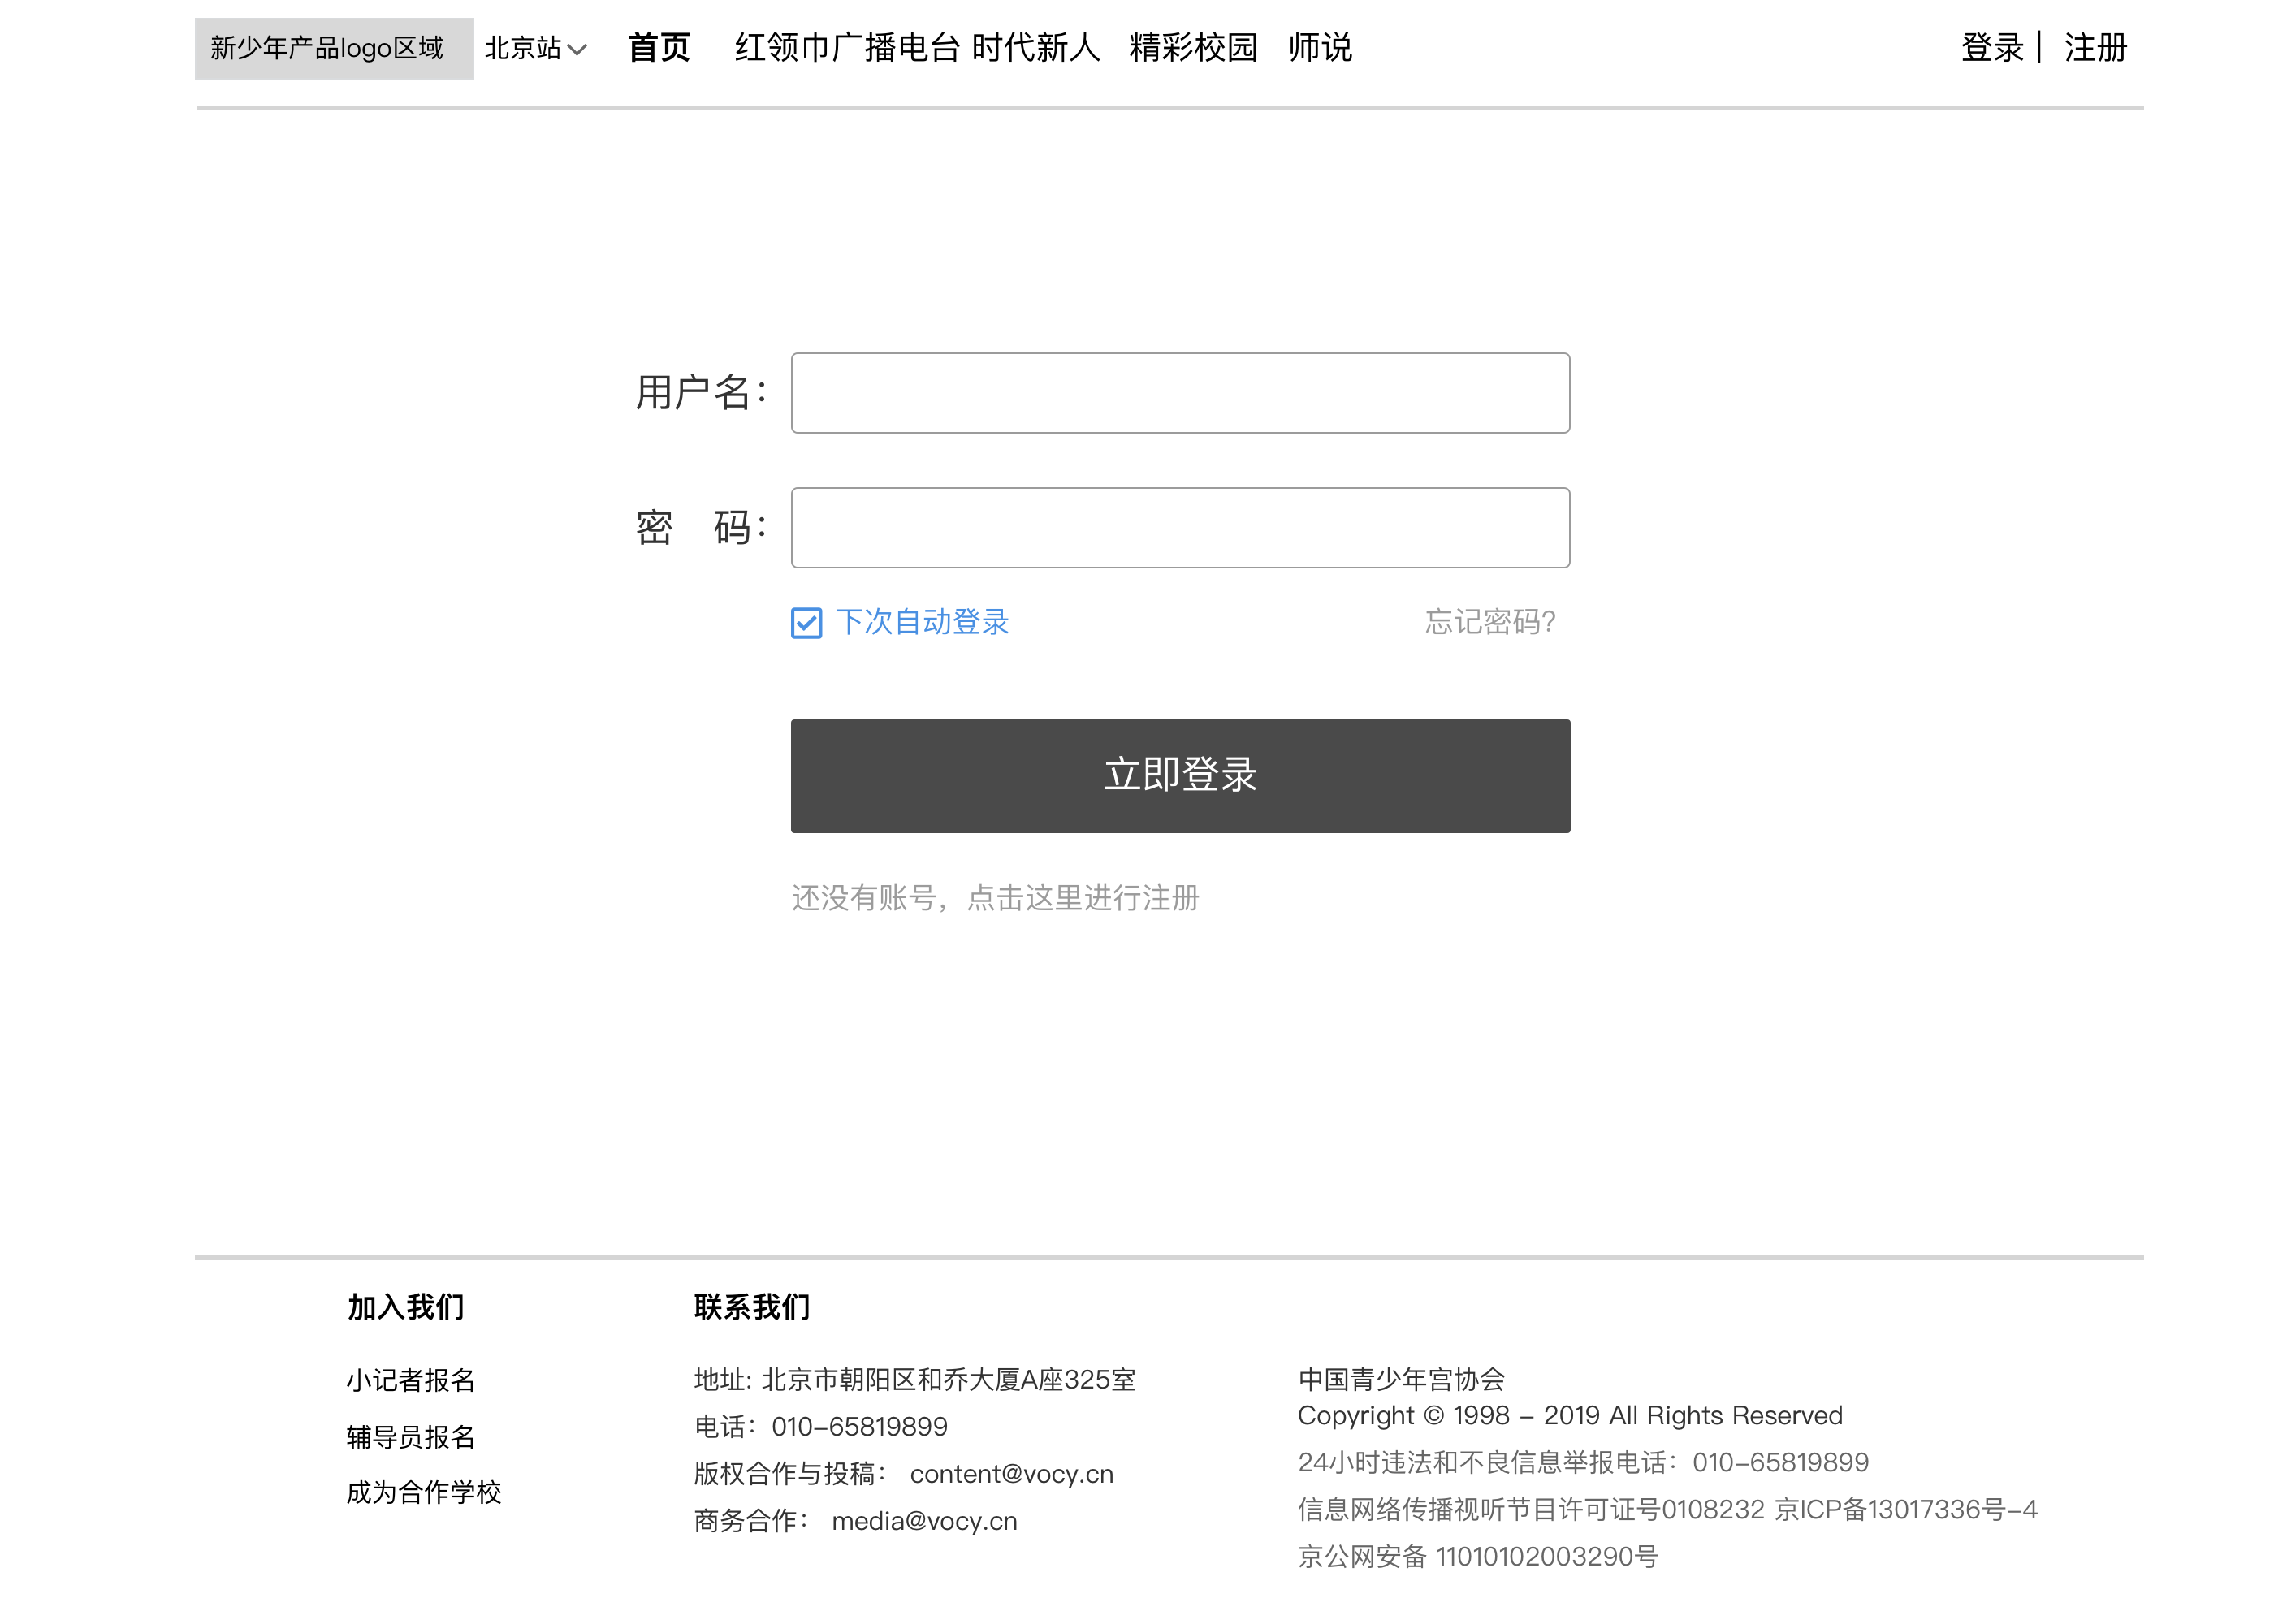 新少年产品logo区域 北京站 首页 红领巾广播电台 时代新人 精彩校园 师说 登录 | 注册
用户名：
密 码：
下次自动登录 忘记密码?
立即登录
还没有账号，点击这里进行注册
加入我们
小记者报名
辅导员报名
成为合作学校
联系我们
地址: 北京市朝阳区和乔大厦A座325室
电话：010-65819899
版权合作与投稿： content@vocy.cn
商务合作： media@vocy.cn
中国青少年宫协会
Copyright © 1998 - 2019 All Rights Reserved
24小时违法和不良信息举报电话：010-65819899
信息网络传播视听节目许可证号0108232 京ICP备13017336号-4
京公网安备 11010102003290号